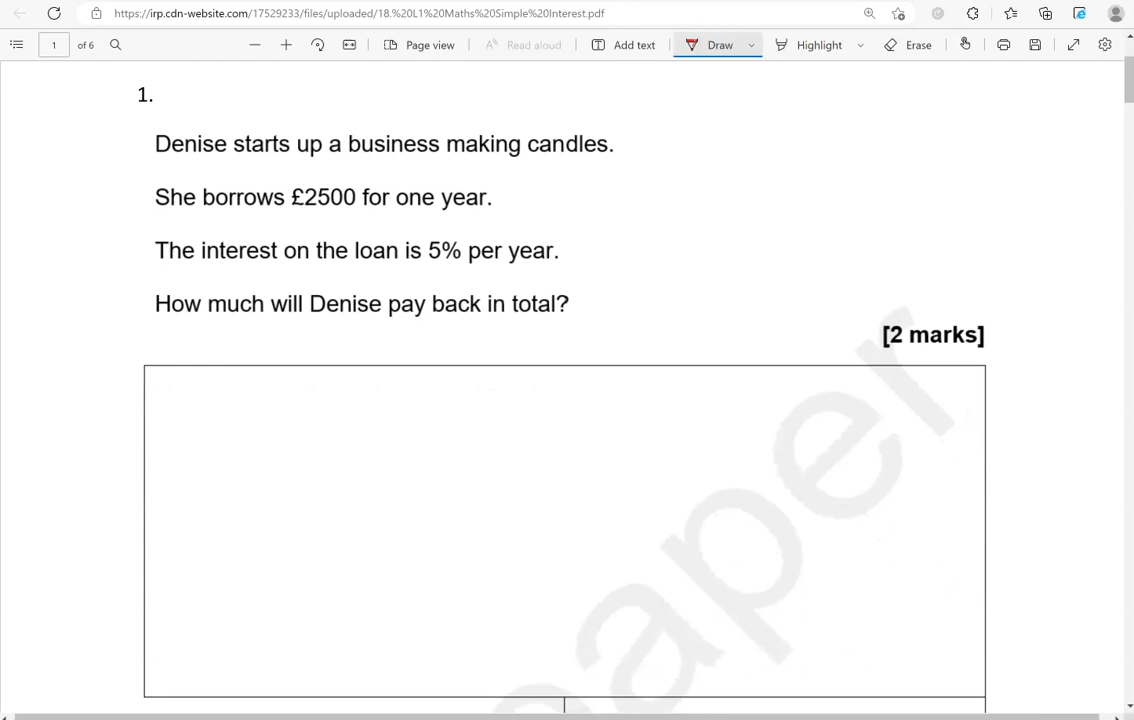 https://irp.cdn-website.com/17529233/files/uploaded/18.%20L1%20Maths%20Simple%20Interest.pdf
1 of 6 Page view Read aloud Add text Draw Highlight Erase
1.
Denise starts up a business making candles.
She borrows £2500 for one year.
The interest on the loan is 5% per year.
How much will Denise pay back in total?
[2 marks]
aper